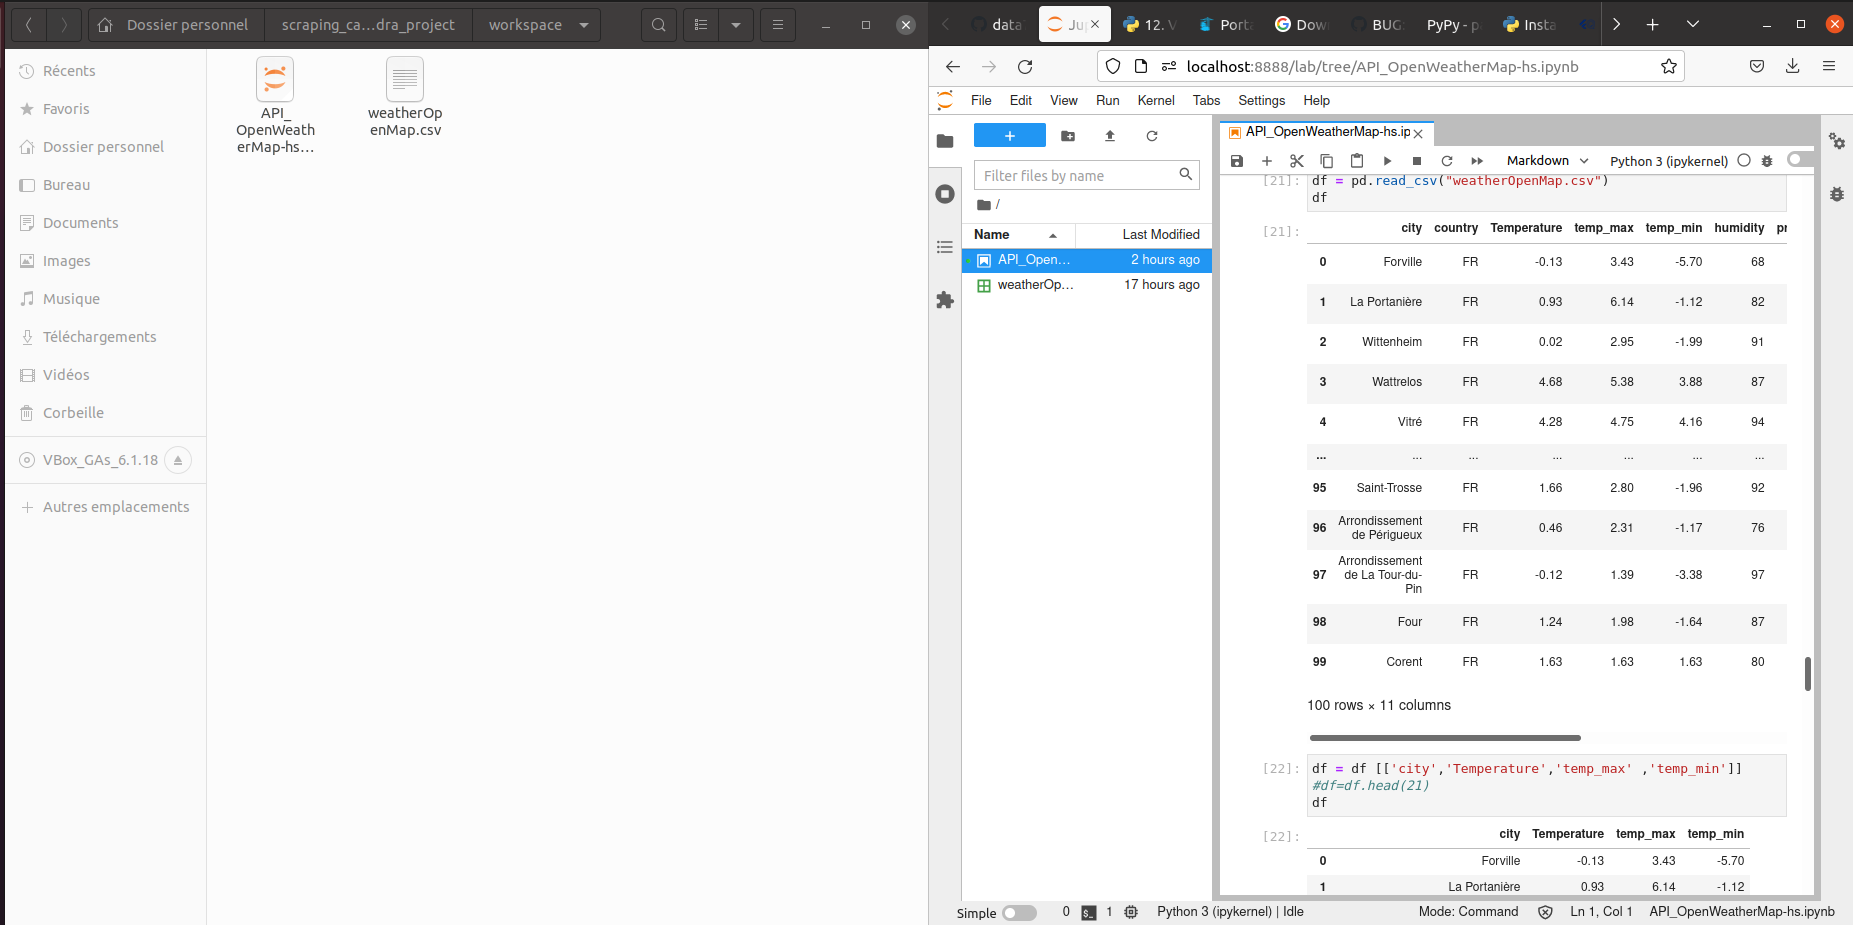 Dossier personnel
scraping_ca...dra_project
workspace
Récents
Favoris
Dossier personnel
Bureau
Documents
Images
Musique
Téléchargements
Vidéos
Corbeille
VBox_GAs_6.1.18
Autres emplacements
API_
OpenWeath
erMap-hs...
weatherOp
enMap.csv
data
Ju
12. V
Porta
Dow
BUG:
PyPy - p
Insta
localhost:8888/lab/tree/API_OpenWeatherMap-hs.ipynb
File Edit View Run Kernel Tabs Settings Help
Filter files by name
/
Name Last Modified
API_Open... 2 hours ago
weatherOp... 17 hours ago
API_OpenWeatherMap-hs.ip
Markdown Python 3 (ipykernel)
[21]: df = pd.read_csv("weatherOpenMap.csv")
df
[21]: city country Temperature temp_max temp_min humidity pr
0 Forville FR -0.13 3.43 -5.70 68
1 La Portanière FR 0.93 6.14 -1.12 82
2 Wittenheim FR 0.02 2.95 -1.99 91
3 Wattrelos FR 4.68 5.38 3.88 87
4 Vitré FR 4.28 4.75 4.16 94
... ... ... ... ... ... ...
95 Saint-Trosse FR 1.66 2.80 -1.96 92
96 Arrondissement de Périgueux FR 0.46 2.31 -1.17 76
97 Arrondissement de La Tour-du-Pin FR -0.12 1.39 -3.38 97
98 Four FR 1.24 1.98 -1.64 87
99 Corent FR 1.63 1.63 1.63 80
100 rows × 11 columns
[22]: df = df [['city','Temperature','temp_max' ,'temp_min']]
#df=df.head(21)
df
[22]: city Temperature temp_max temp_min
0 Forville -0.13 3.43 -5.70
1 La Portanière 0.93 6.14 -1.12
Simple 0 $_ 1 Python 3 (ipykernel) | Idle Mode: Command Ln 1, Col 1 API_OpenWeatherMap-hs.ipynb